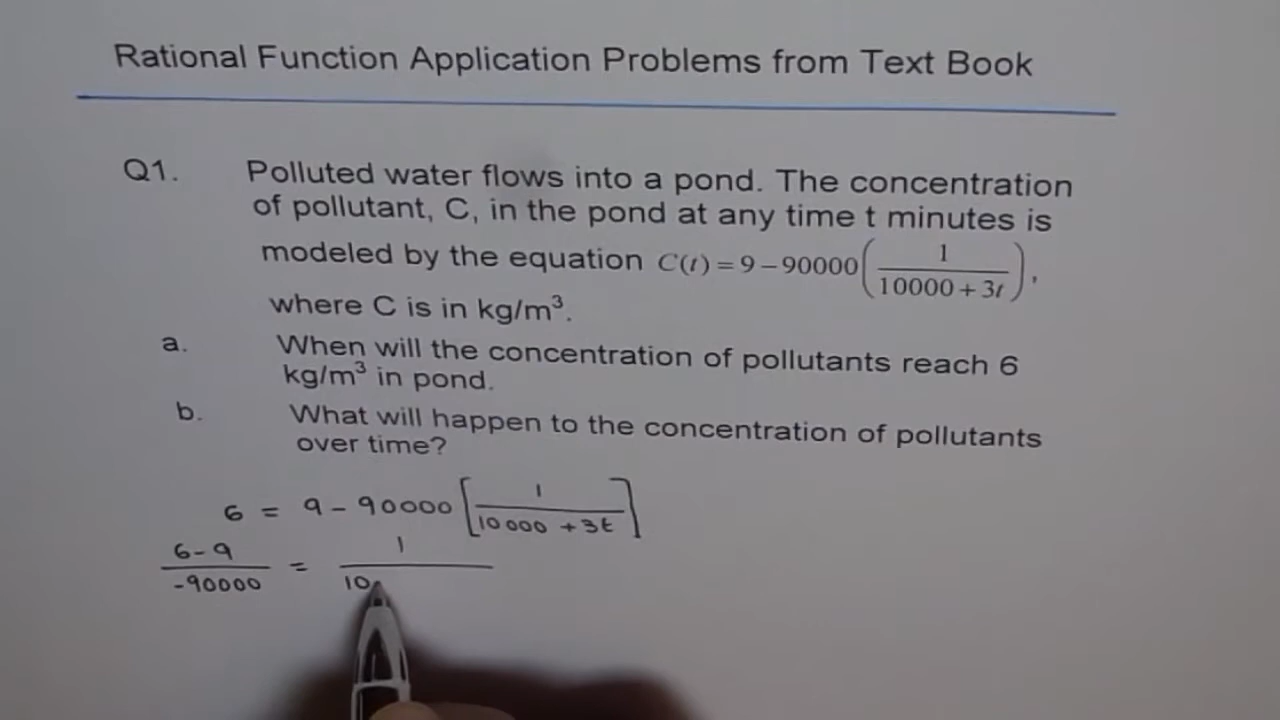 Rational Function Application Problems from Text Book
Q1. Polluted water flows into a pond. The concentration
of pollutant, C, in the pond at any time t minutes is
modeled by the equation C(t) = 9 − 90000(1/(10000 + 3t)),
where C is in kg/m³.
a. When will the concentration of pollutants reach 6
kg/m³ in pond.
b. What will happen to the concentration of pollutants
over time?
6 = 9 − 90000 [1/(10000 + 3t)]
(6 − 9)/(−90000) = 1/10